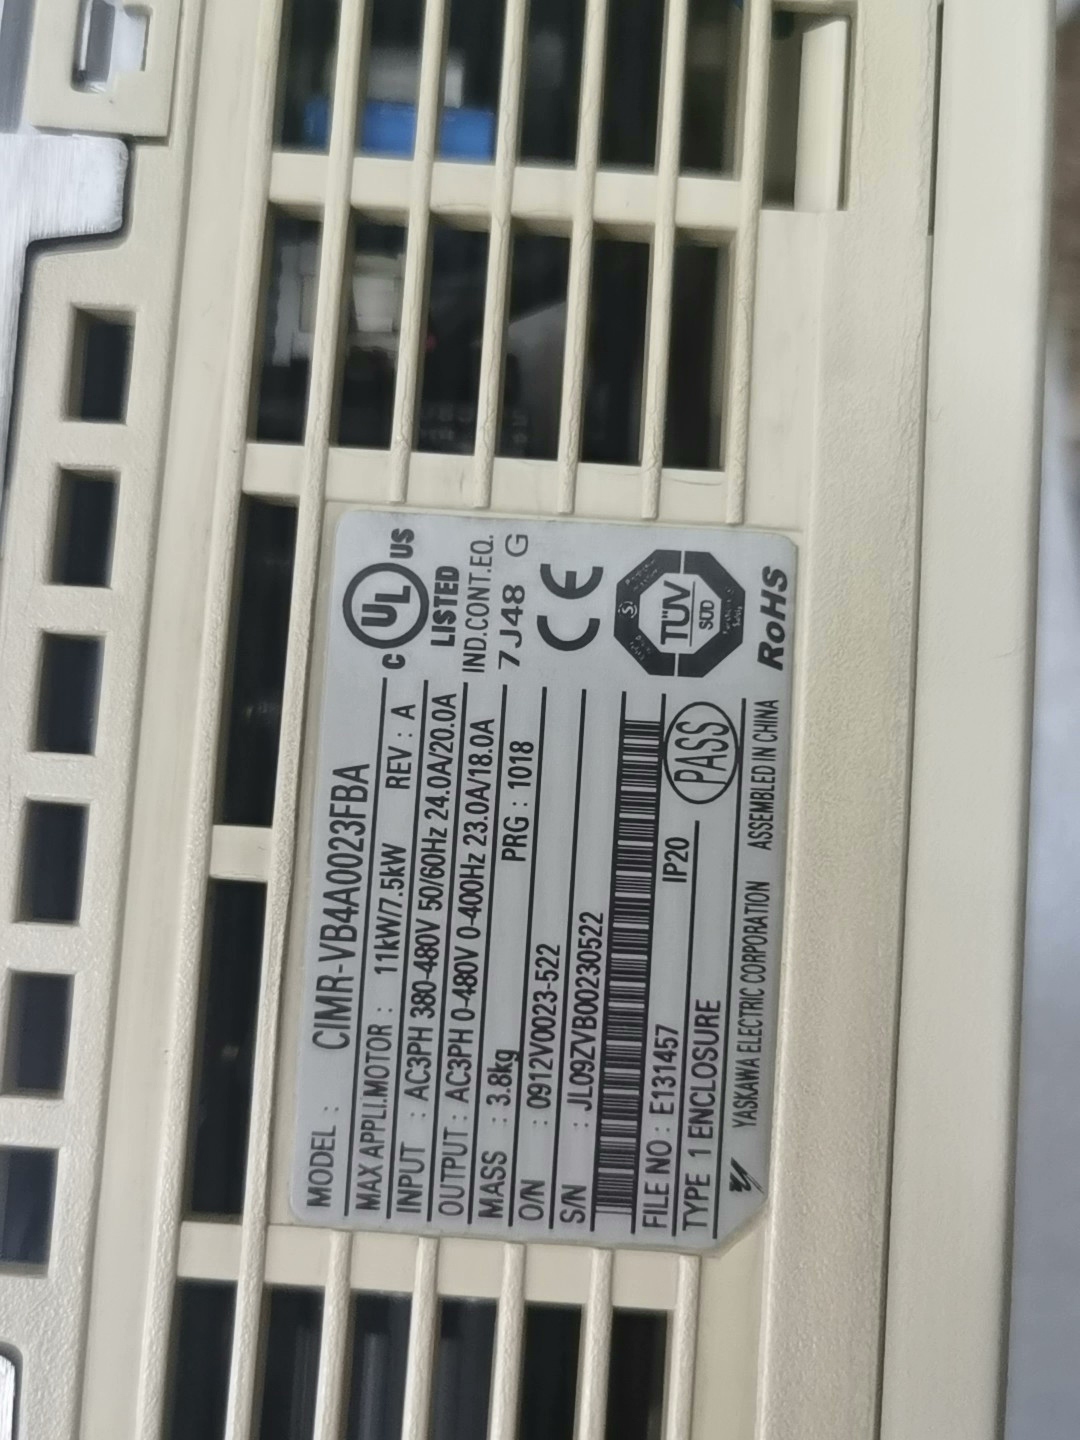 MODEL : CIMR-VB4A0023FBA
MAX APPLI.MOTOR : 11kW/7.5kW REV : A
INPUT : AC3PH 380-480V 50/60Hz 24.0A/20.0A
OUTPUT : AC3PH 0-480V 0-400Hz 23.0A/18.0A
MASS : 3.8kg PRG : 1018
O/N : 0912V0023-522
S/N : JL09ZVB00230522
FILE NO : E131457
TYPE 1 ENCLOSURE IP20
PASS
YASKAWA ELECTRIC CORPORATION ASSEMBLED IN CHINA
C UL US
LISTED
IND.CONT.EQ.
7J48 G
CE
TÜV
SÜD
RoHS